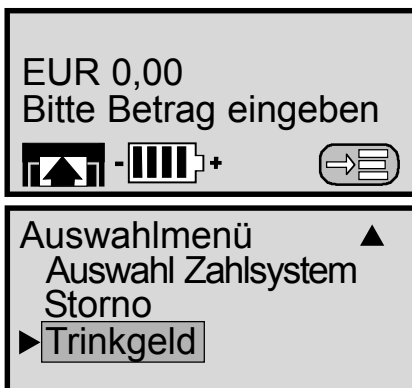 EUR 0,00
Bitte Betrag eingeben
- +
Auswahlmenü
Auswahl Zahlsystem
Storno
Trinkgeld